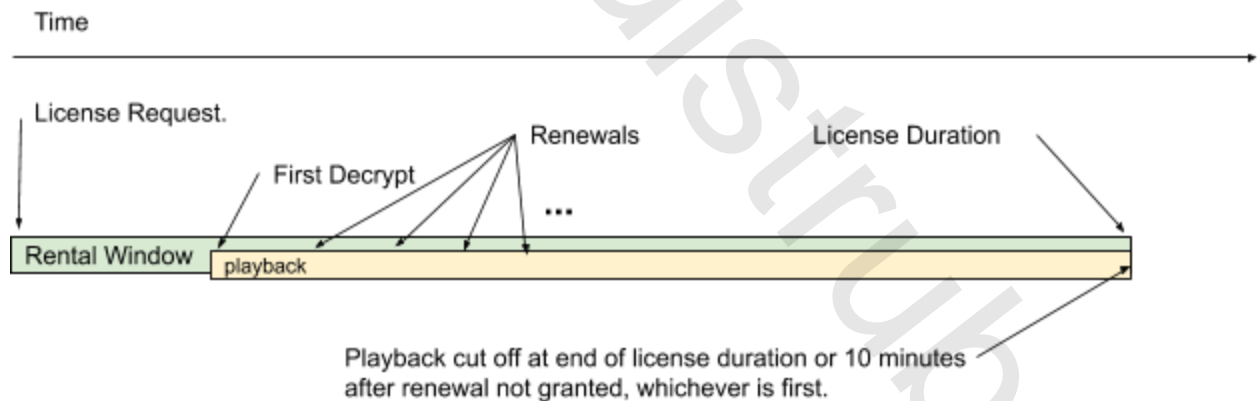 Time
License Request.
Renewals
License Duration
First Decrypt
...
Rental Window
playback
Playback cut off at end of license duration or 10 minutes
after renewal not granted, whichever is first.